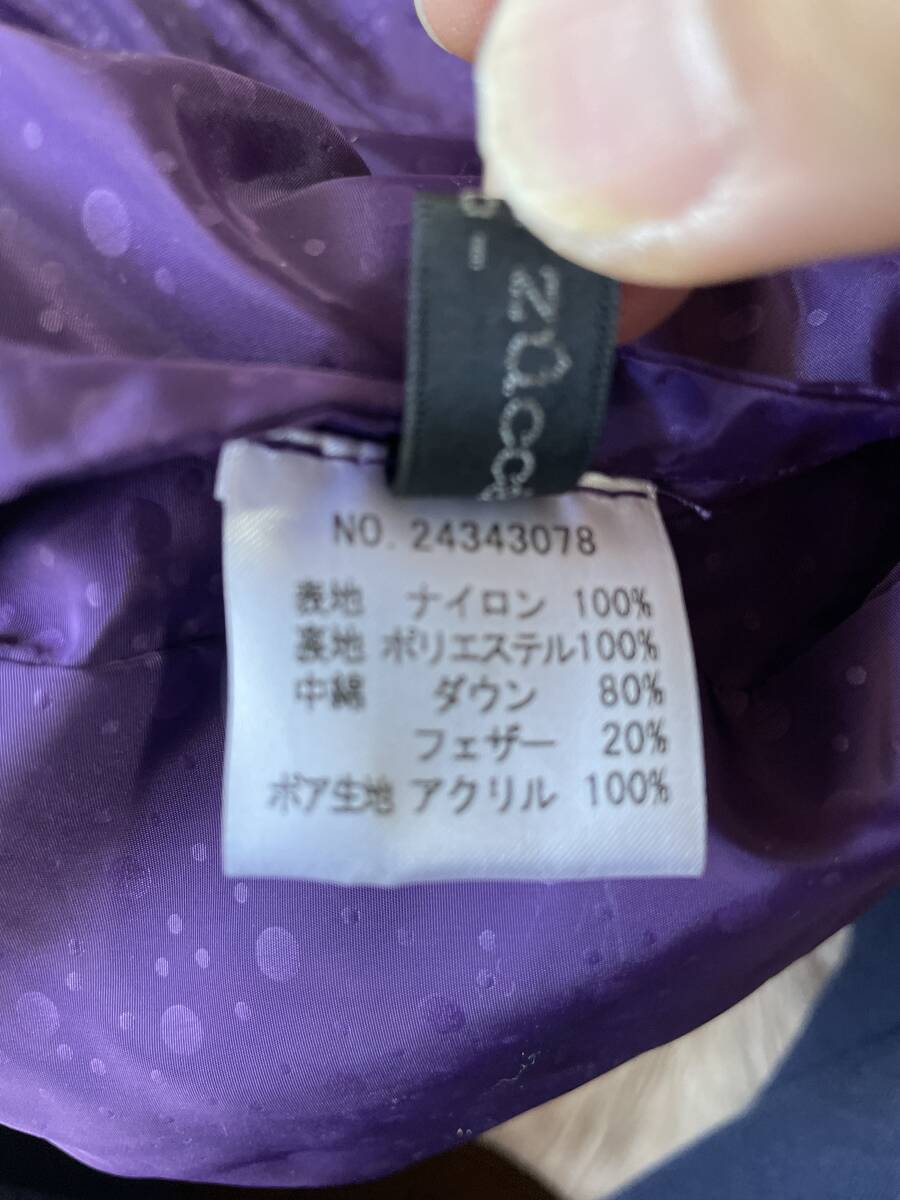 NO. 24343078
表地 ナイロン 100%
裏地 ポリエステル100%
中綿 ダウン 80%
フェザー 20%
ボア生地 アクリル 100%